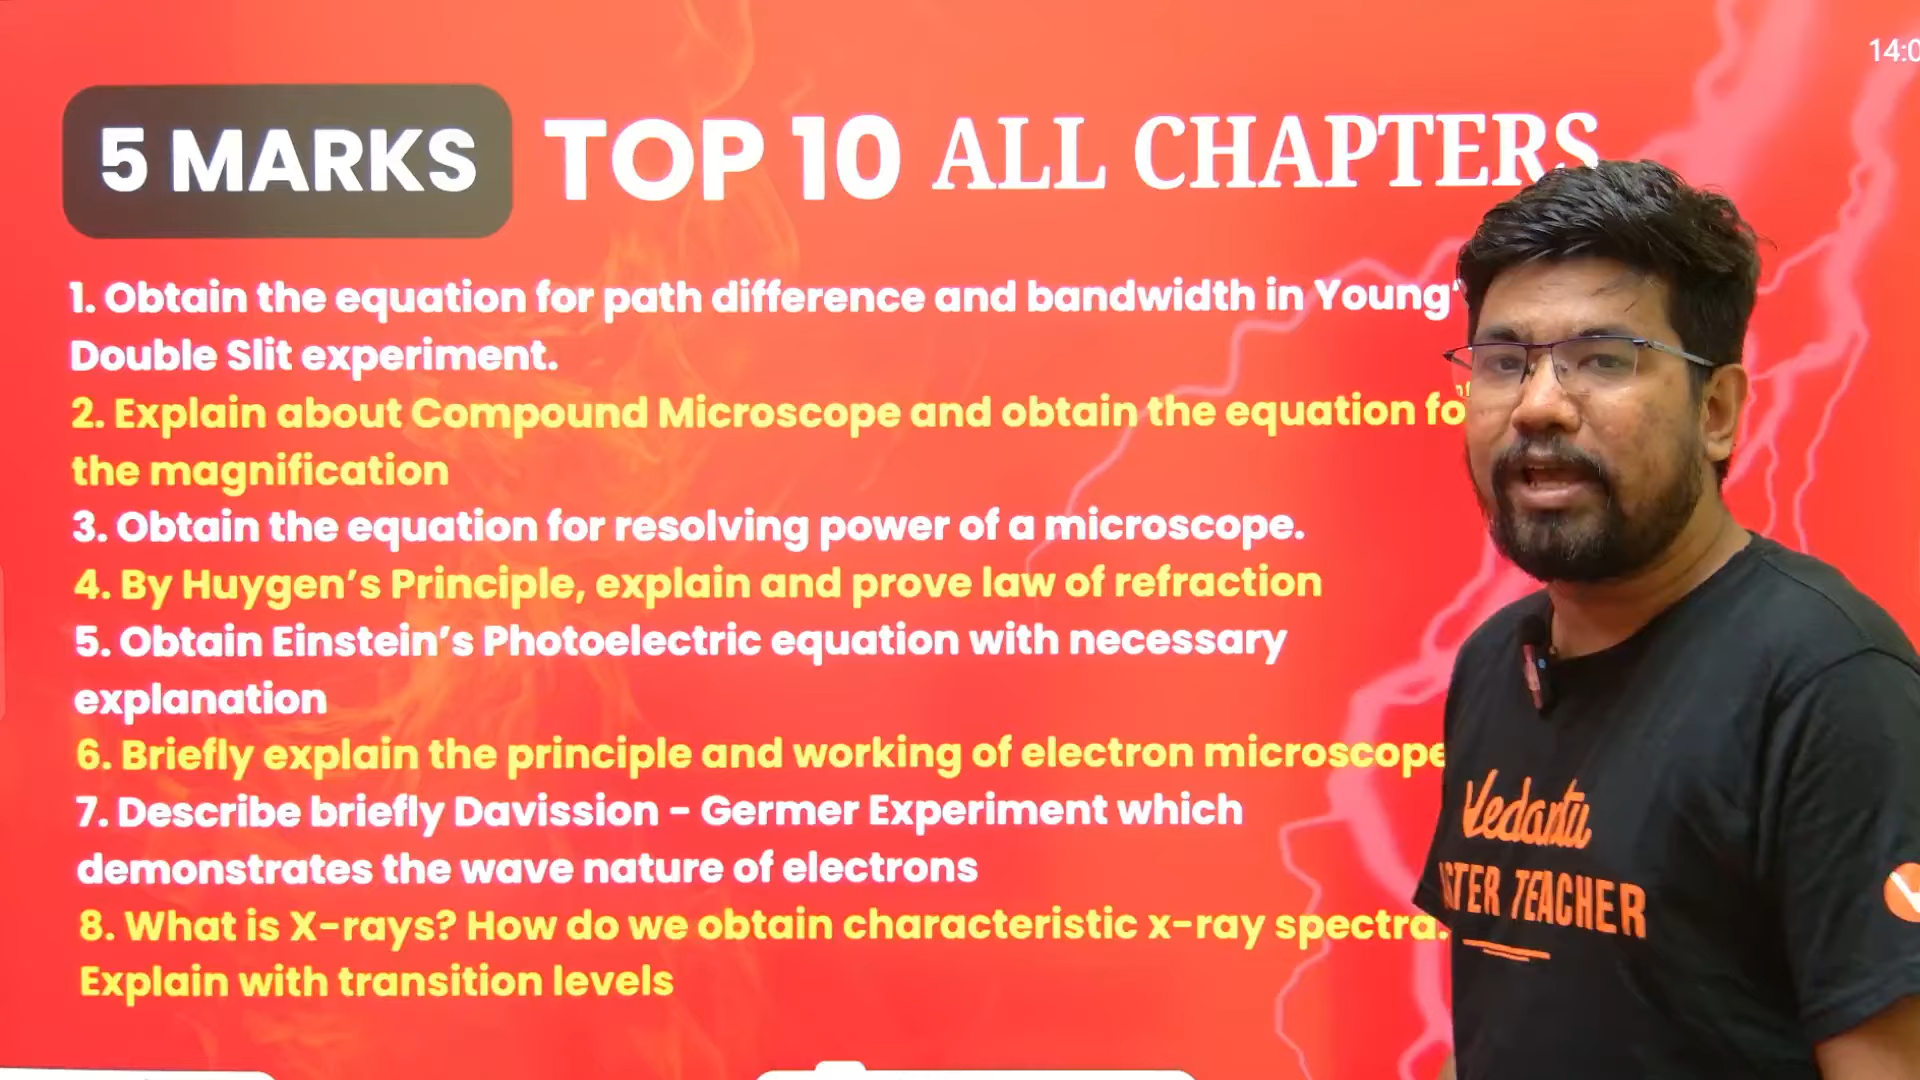 14:0
5 MARKS TOP 10 ALL CHAPTERS
1. Obtain the equation for path difference and bandwidth in Young'
Double Slit experiment.
2. Explain about Compound Microscope and obtain the equation fo
the magnification
3. Obtain the equation for resolving power of a microscope.
4. By Huygen’s Principle, explain and prove law of refraction
5. Obtain Einstein’s Photoelectric equation with necessary
explanation
6. Briefly explain the principle and working of electron microscope
7. Describe briefly Davission - Germer Experiment which
demonstrates the wave nature of electrons
8. What is X-rays? How do we obtain characteristic x-ray spectra.
Explain with transition levels
Vedantu
STER TEACHER